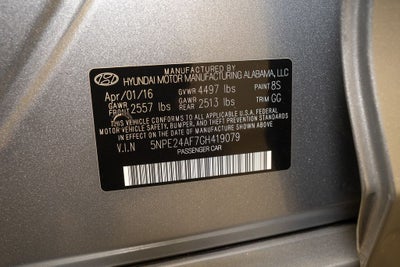 MANUFACTURED BY
HYUNDAI MOTOR MANUFACTURING ALABAMA, LLC
Apr/01/16 GVWR 4497 lbs PAINT 8S
GAWR FRONT 2557 lbs GAWR REAR 2513 lbs TRIM GG
THIS VEHICLE CONFORMS TO ALL APPLICABLE U.S.A FEDERAL
MOTOR VEHICLE SAFETY, BUMPER, AND THEFT PREVENTION STANDARDS
IN EFFECT ON THE DATE OF MANUFACTURE SHOWN ABOVE.
V.I.N 5NPE24AF7GH419079
PASSENGER CAR